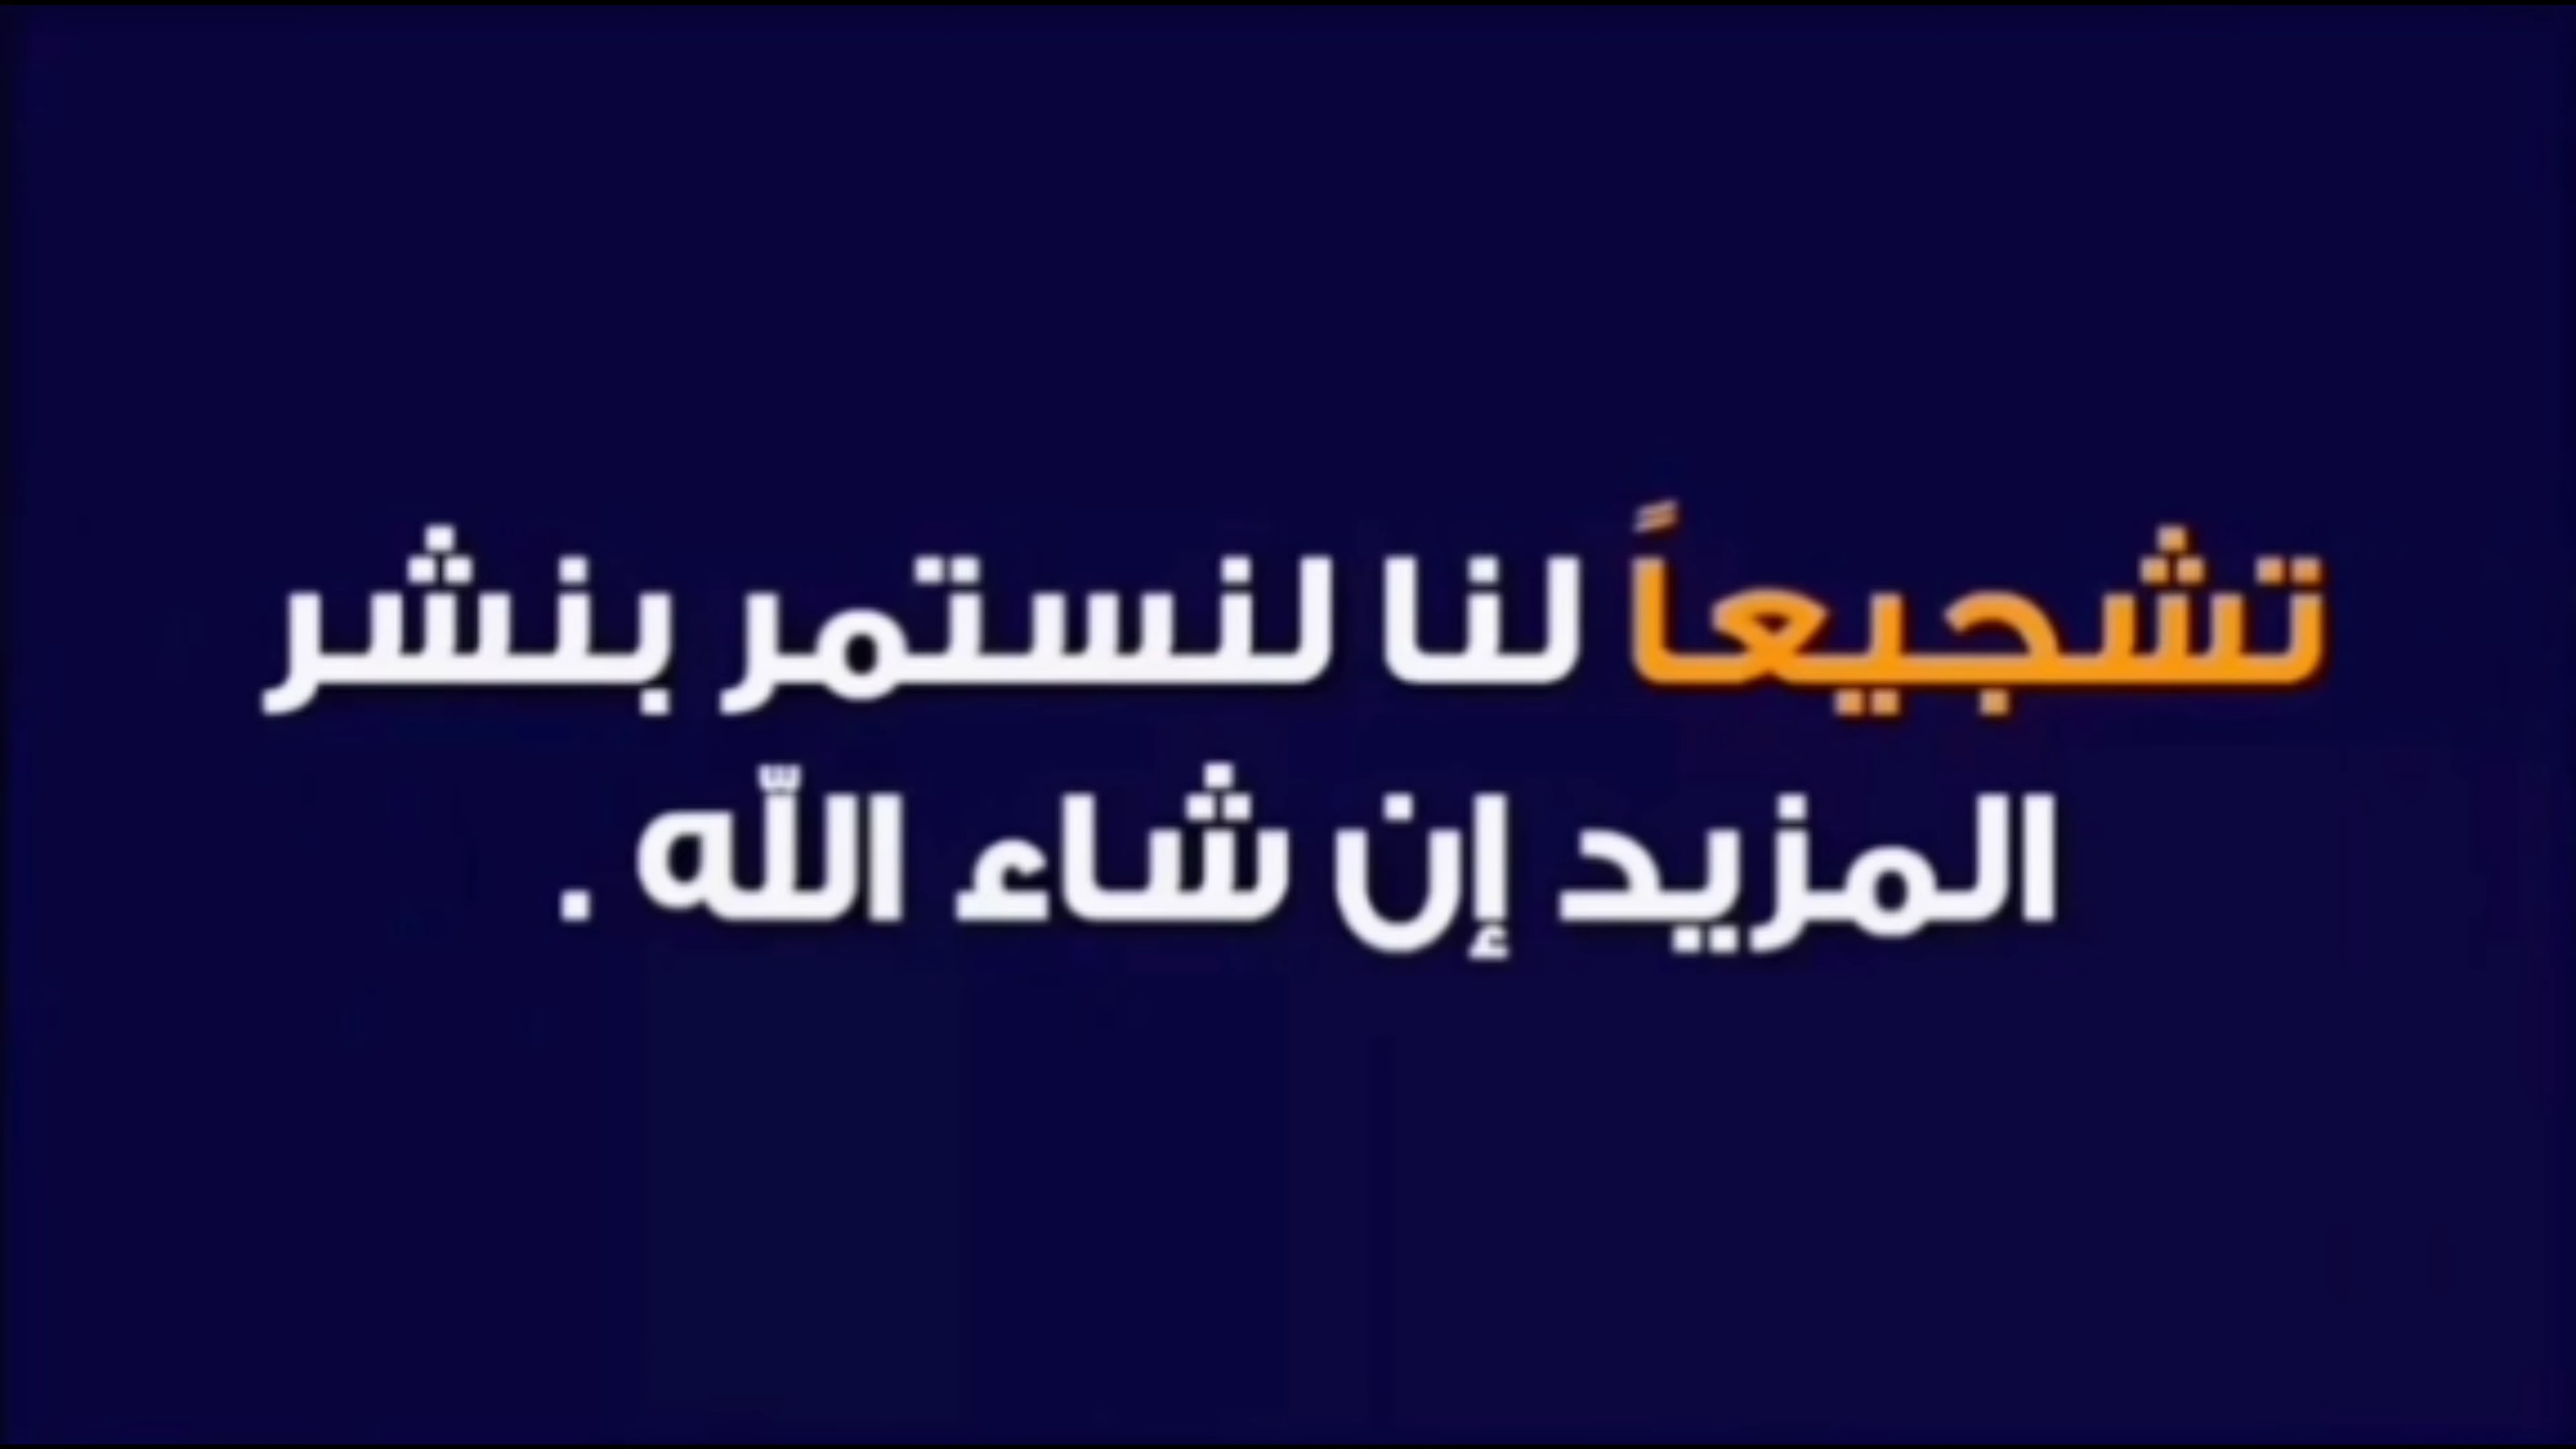 تشجيعاً لنا لنستمر بنشر
المزيد إن شاء اللّه .